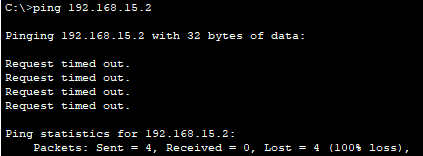 C:\>ping 192.168.15.2
Pinging 192.168.15.2 with 32 bytes of data:
Request timed out.
Request timed out.
Request timed out.
Request timed out.
Ping statistics for 192.168.15.2:
    Packets: Sent = 4, Received = 0, Lost = 4 (100% loss),